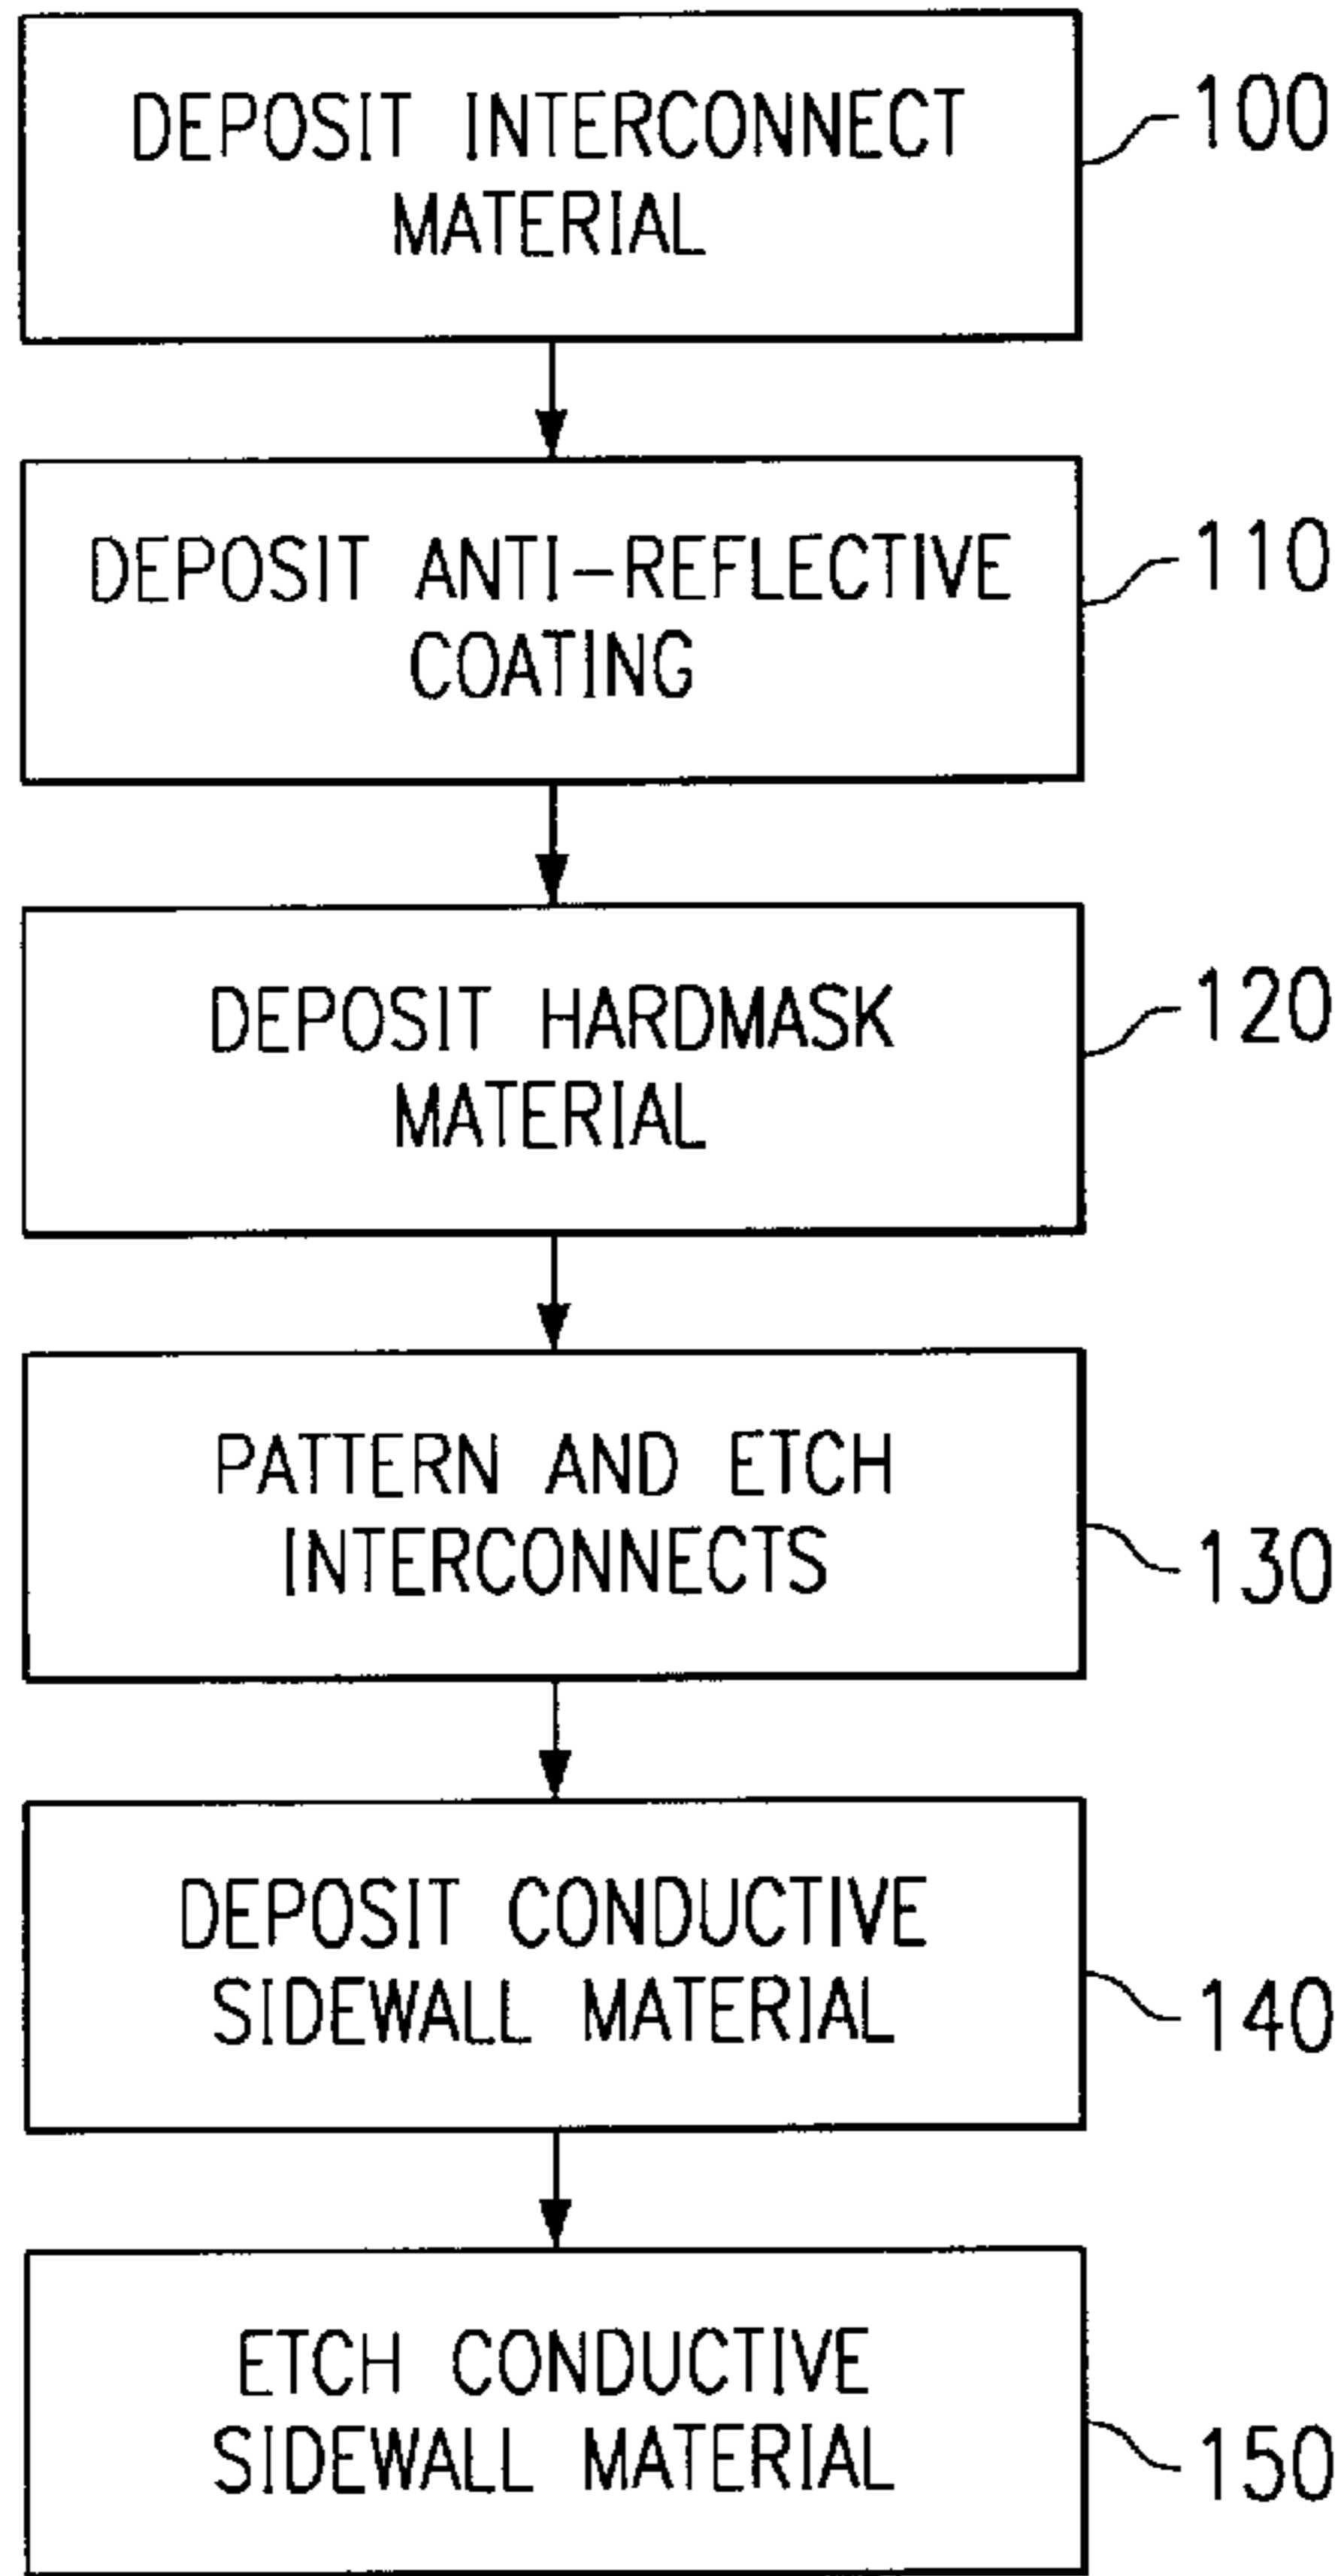 DEPOSIT INTERCONNECT
MATERIAL
100
DEPOSIT ANTI-REFLECTIVE
COATING
110
DEPOSIT HARDMASK
MATERIAL
120
PATTERN AND ETCH
INTERCONNECTS
130
DEPOSIT CONDUCTIVE
SIDEWALL MATERIAL
140
ETCH CONDUCTIVE
SIDEWALL MATERIAL
150